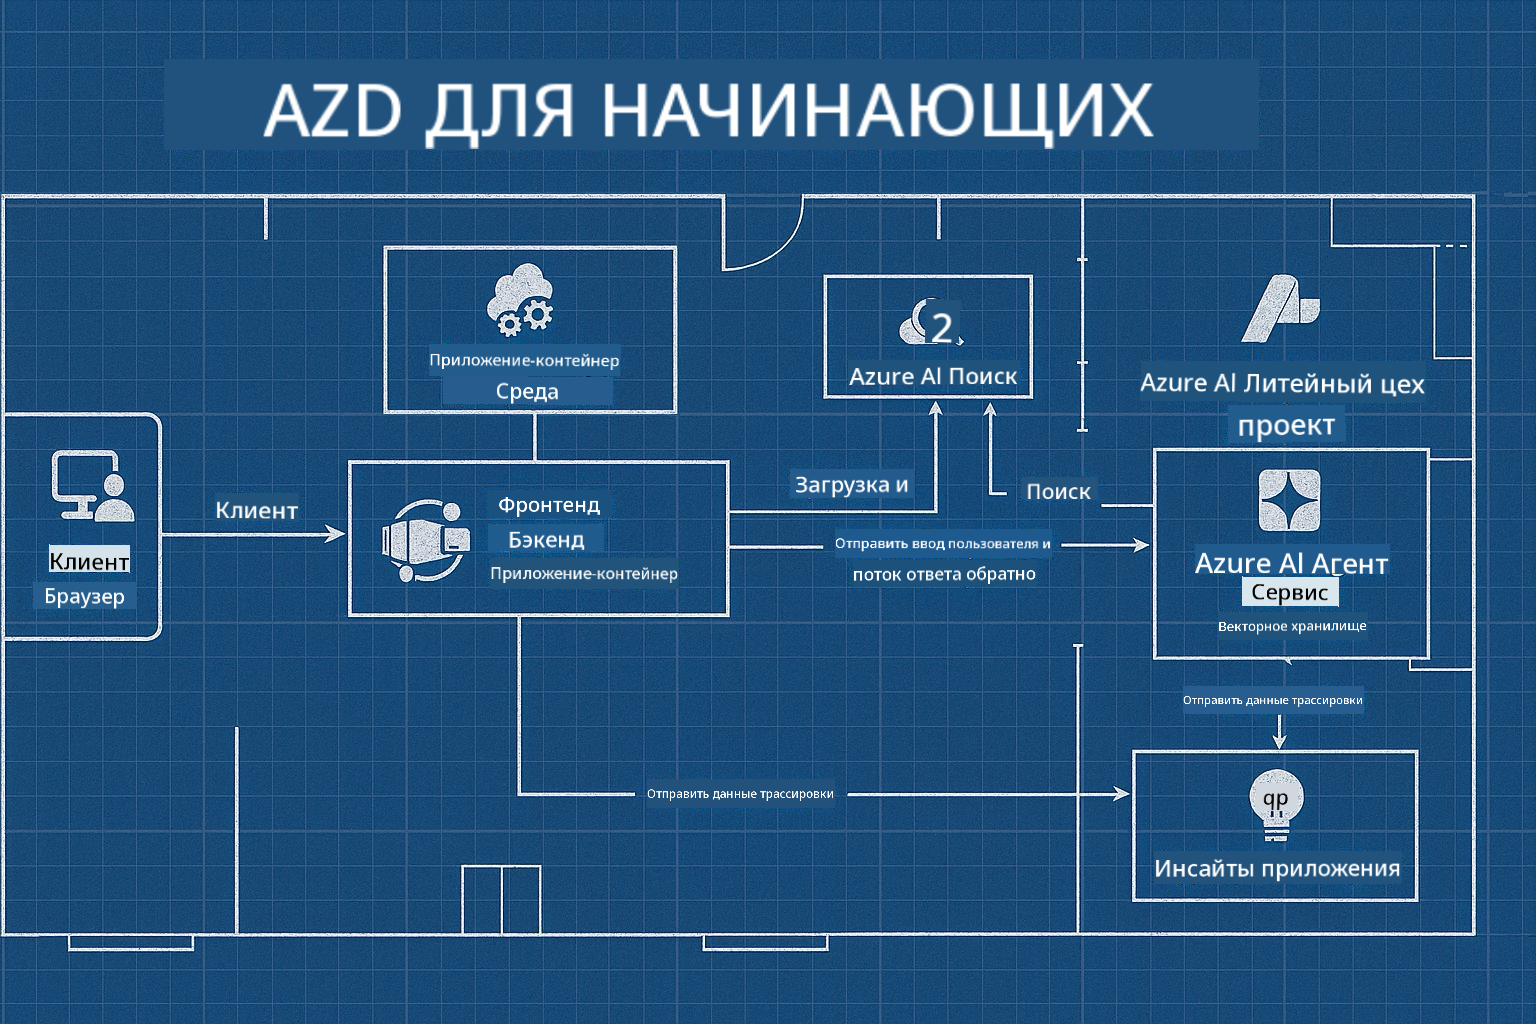 AZD ДЛЯ НАЧИНАЮЩИХ
Приложение-контейнер
Среда
2
Azure AI Поиск
Azure AI Литейный цех
проект
Клиент
Браузер
Клиент
Фронтенд
Бэкенд
Приложение-контейнер
Загрузка и
Поиск
Отправить ввод пользователя и
поток ответа обратно
Azure AI Агент
Сервис
Векторное хранилище
Отправить данные трассировки
Отправить данные трассировки
qp
Инсайты приложения